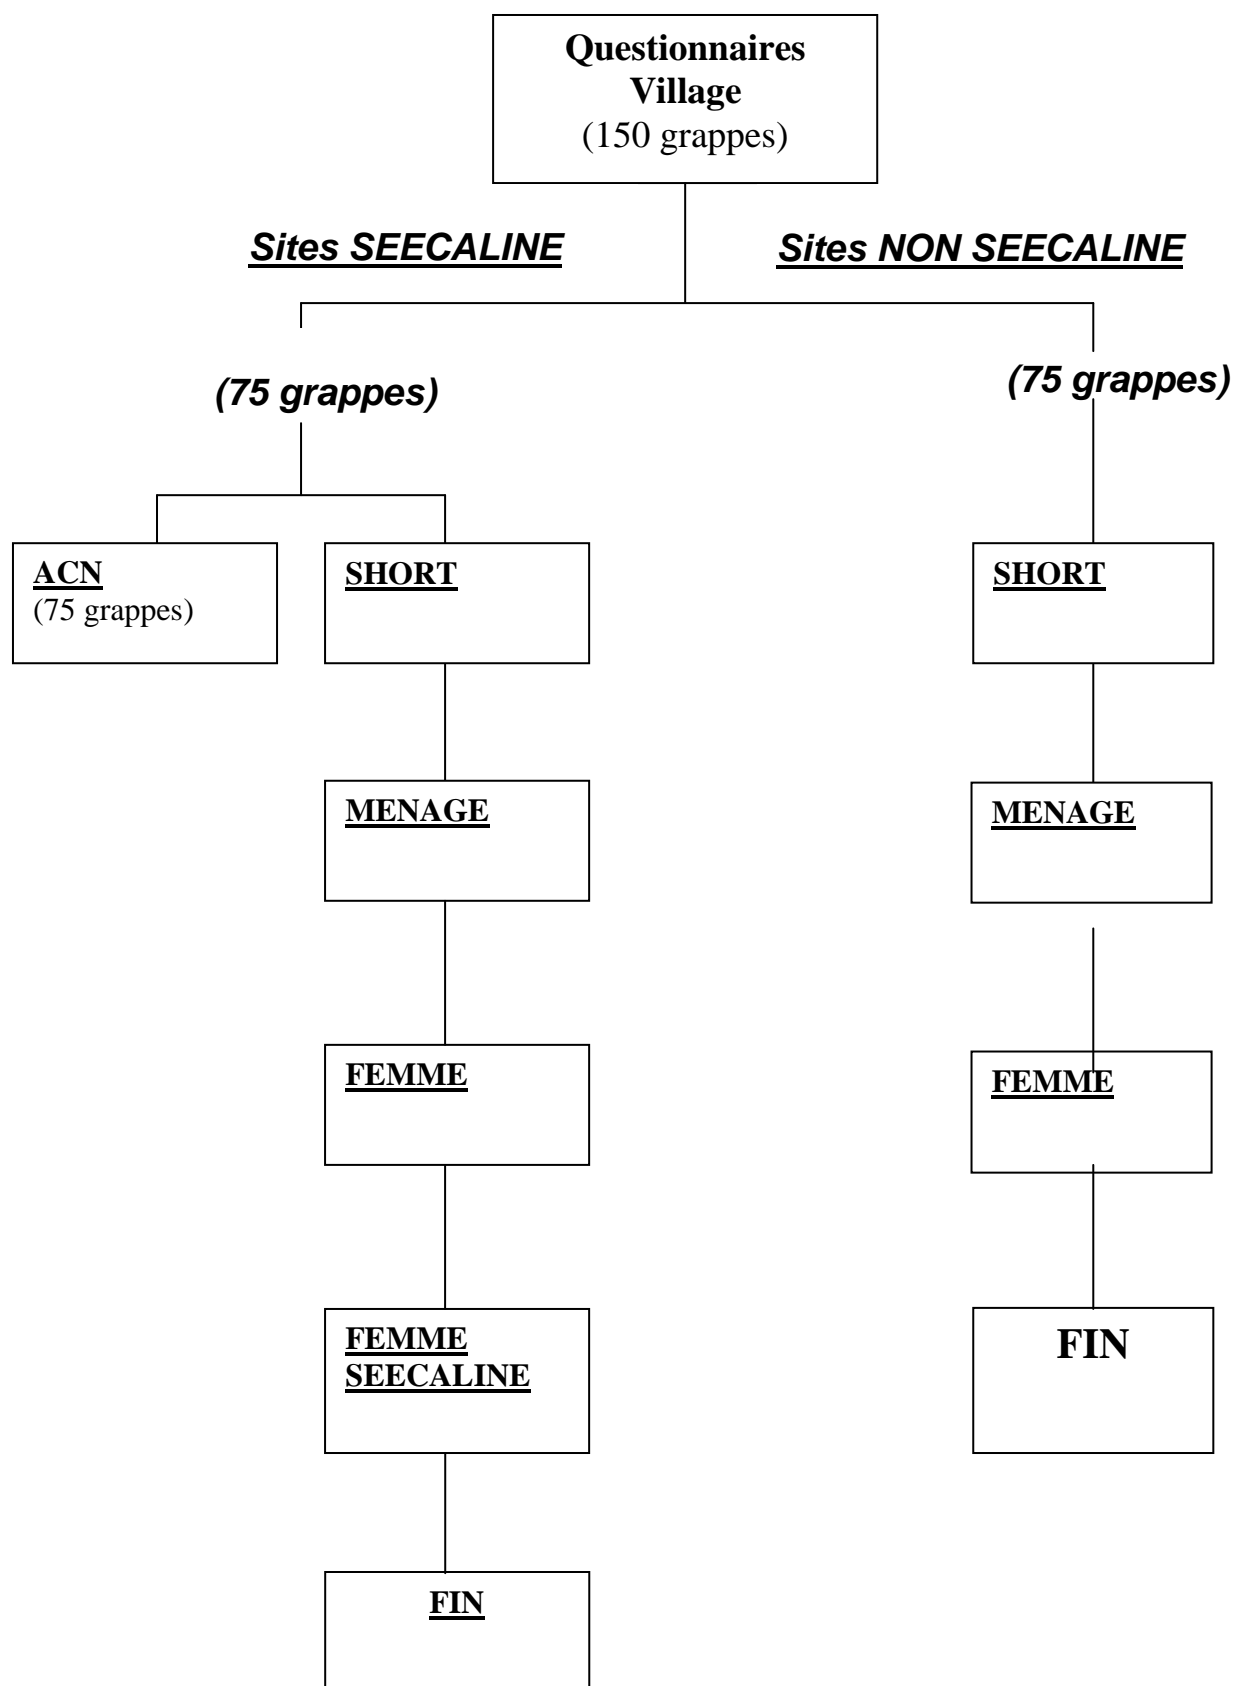 Questionnaires
Village
(150 grappes)
Sites SEECALINE
Sites NON SEECALINE
(75 grappes)
(75 grappes)
ACN
(75 grappes)
SHORT
SHORT
MENAGE
MENAGE
FEMME
FEMME
FEMME
SEECALINE
FIN
FIN